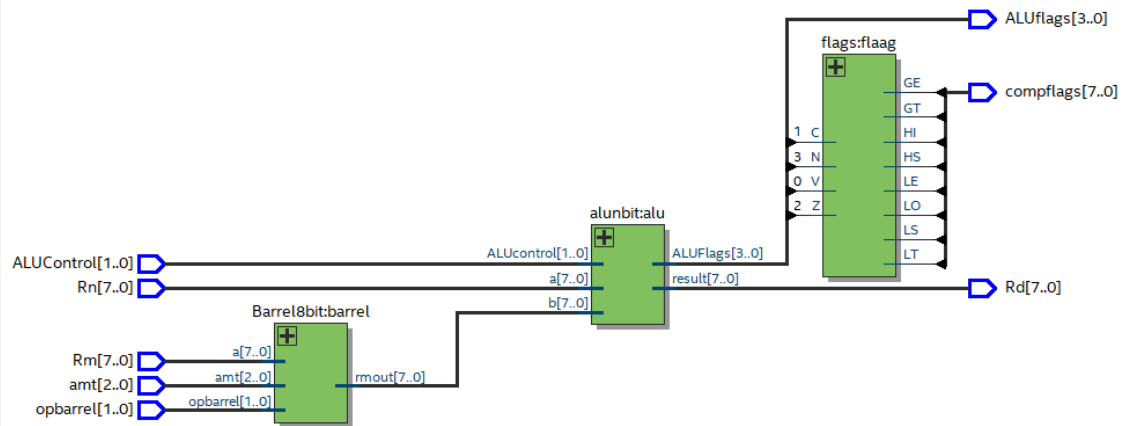 ALUflags[3..0]
flags:flaag
GE
compflags[7..0]
GT
1 C
HI
3 N
HS
0 V
LE
2 Z
LO
LS
LT
alunbit:alu
ALUControl[1..0]
ALUcontrol[1..0]
ALUFlags[3..0]
Rn[7..0]
a[7..0]
result[7..0]
Rd[7..0]
b[7..0]
Barrel8bit:barrel
Rm[7..0]
a[7..0]
amt[2..0]
amt[2..0]
rmout[7..0]
opbarrel[1..0]
opbarrel[1..0]